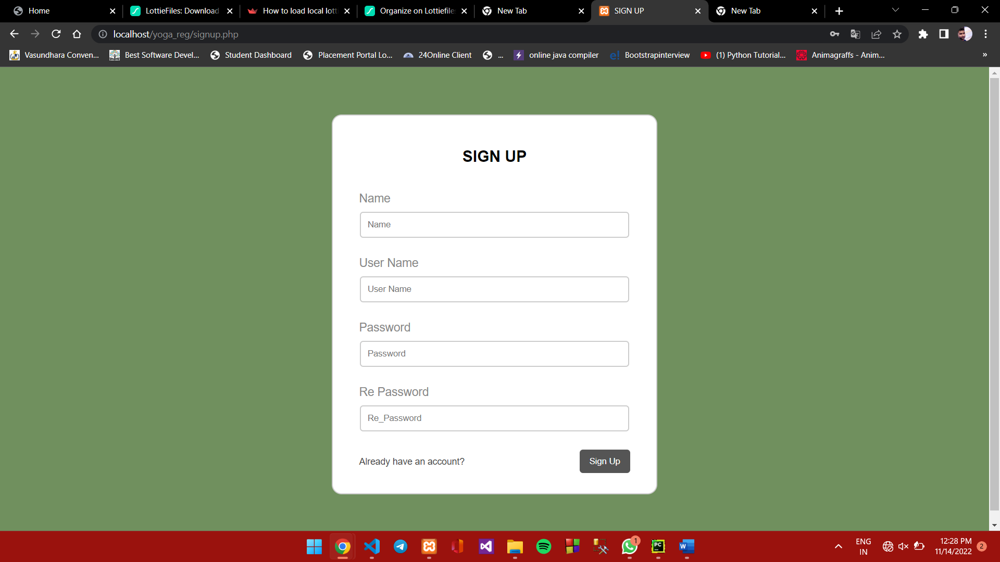 Home
LottieFiles: Download
How to load local lotti
Organize on Lottiefiles
New Tab
SIGN UP
New Tab
localhost/yoga_reg/signup.php
Vasundhara Conven...
Best Software Devel...
Student Dashboard
Placement Portal Lo...
24Online Client
...
online java compiler
Bootstrapinterview
(1) Python Tutorial...
Animagraffs - Anim...
»
SIGN UP
Name
Name
User Name
User Name
Password
Password
Re Password
Re_Password
Already have an account?
Sign Up
1
PC
W
ENG
IN
12:28 PM
11/14/2022
2